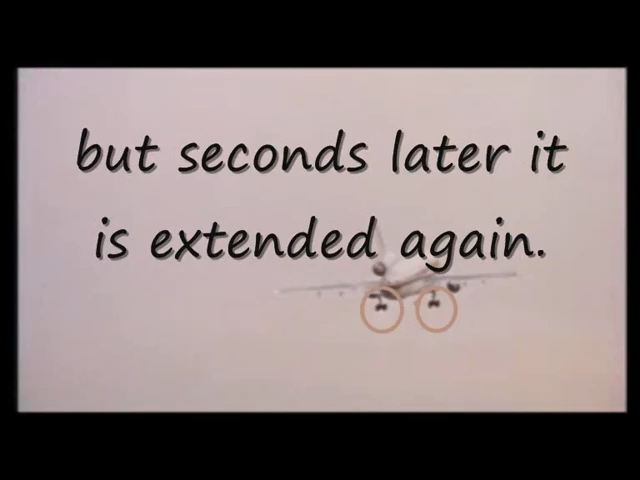 but seconds later it
is extended again.